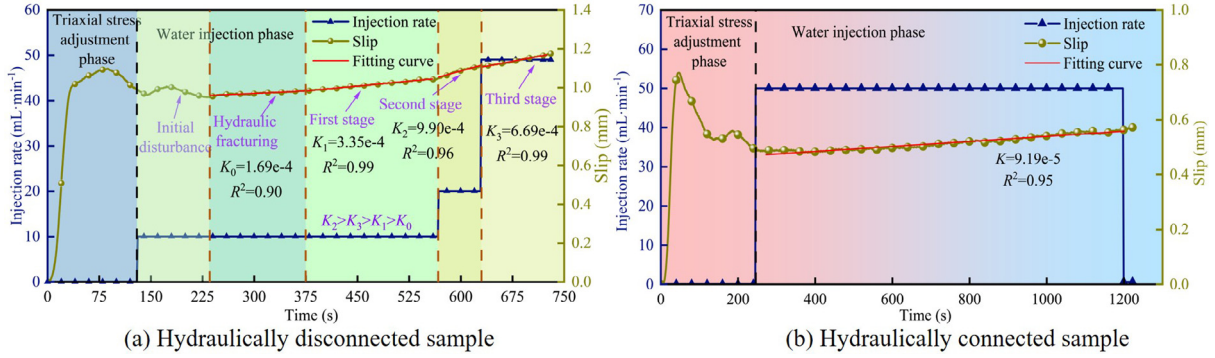 Triaxial stress
adjustment
phase
Water injection phase
Injection rate
Slip
Fitting curve
Initial
disturbance
Hydraulic
fracturing
K0=1.69e-4
R²=0.90
First stage
K1=3.35e-4
R²=0.99
Second stage
K2=9.90e-4
R²=0.96
Third stage
K3=6.69e-4
R²=0.99
K2>K3>K1>K0
Injection rate (mL·min⁻¹)
60
50
40
30
20
10
0
0 75 150 225 300 375 450 525 600 675 750
Time (s)
1.4
1.2
1.0
0.8
0.6
0.4
0.2
0.0
Slip (mm)
(a) Hydraulically disconnected sample
Triaxial stress
adjustment
phase
Water injection phase
Injection rate
Slip
Fitting curve
K=9.19e-5
R²=0.95
Injection rate (mL·min⁻¹)
70
60
50
40
30
20
10
0
0 200 400 600 800 1000 1200
Time (s)
1.0
0.8
0.6
0.4
0.2
0.0
Slip (mm)
(b) Hydraulically connected sample